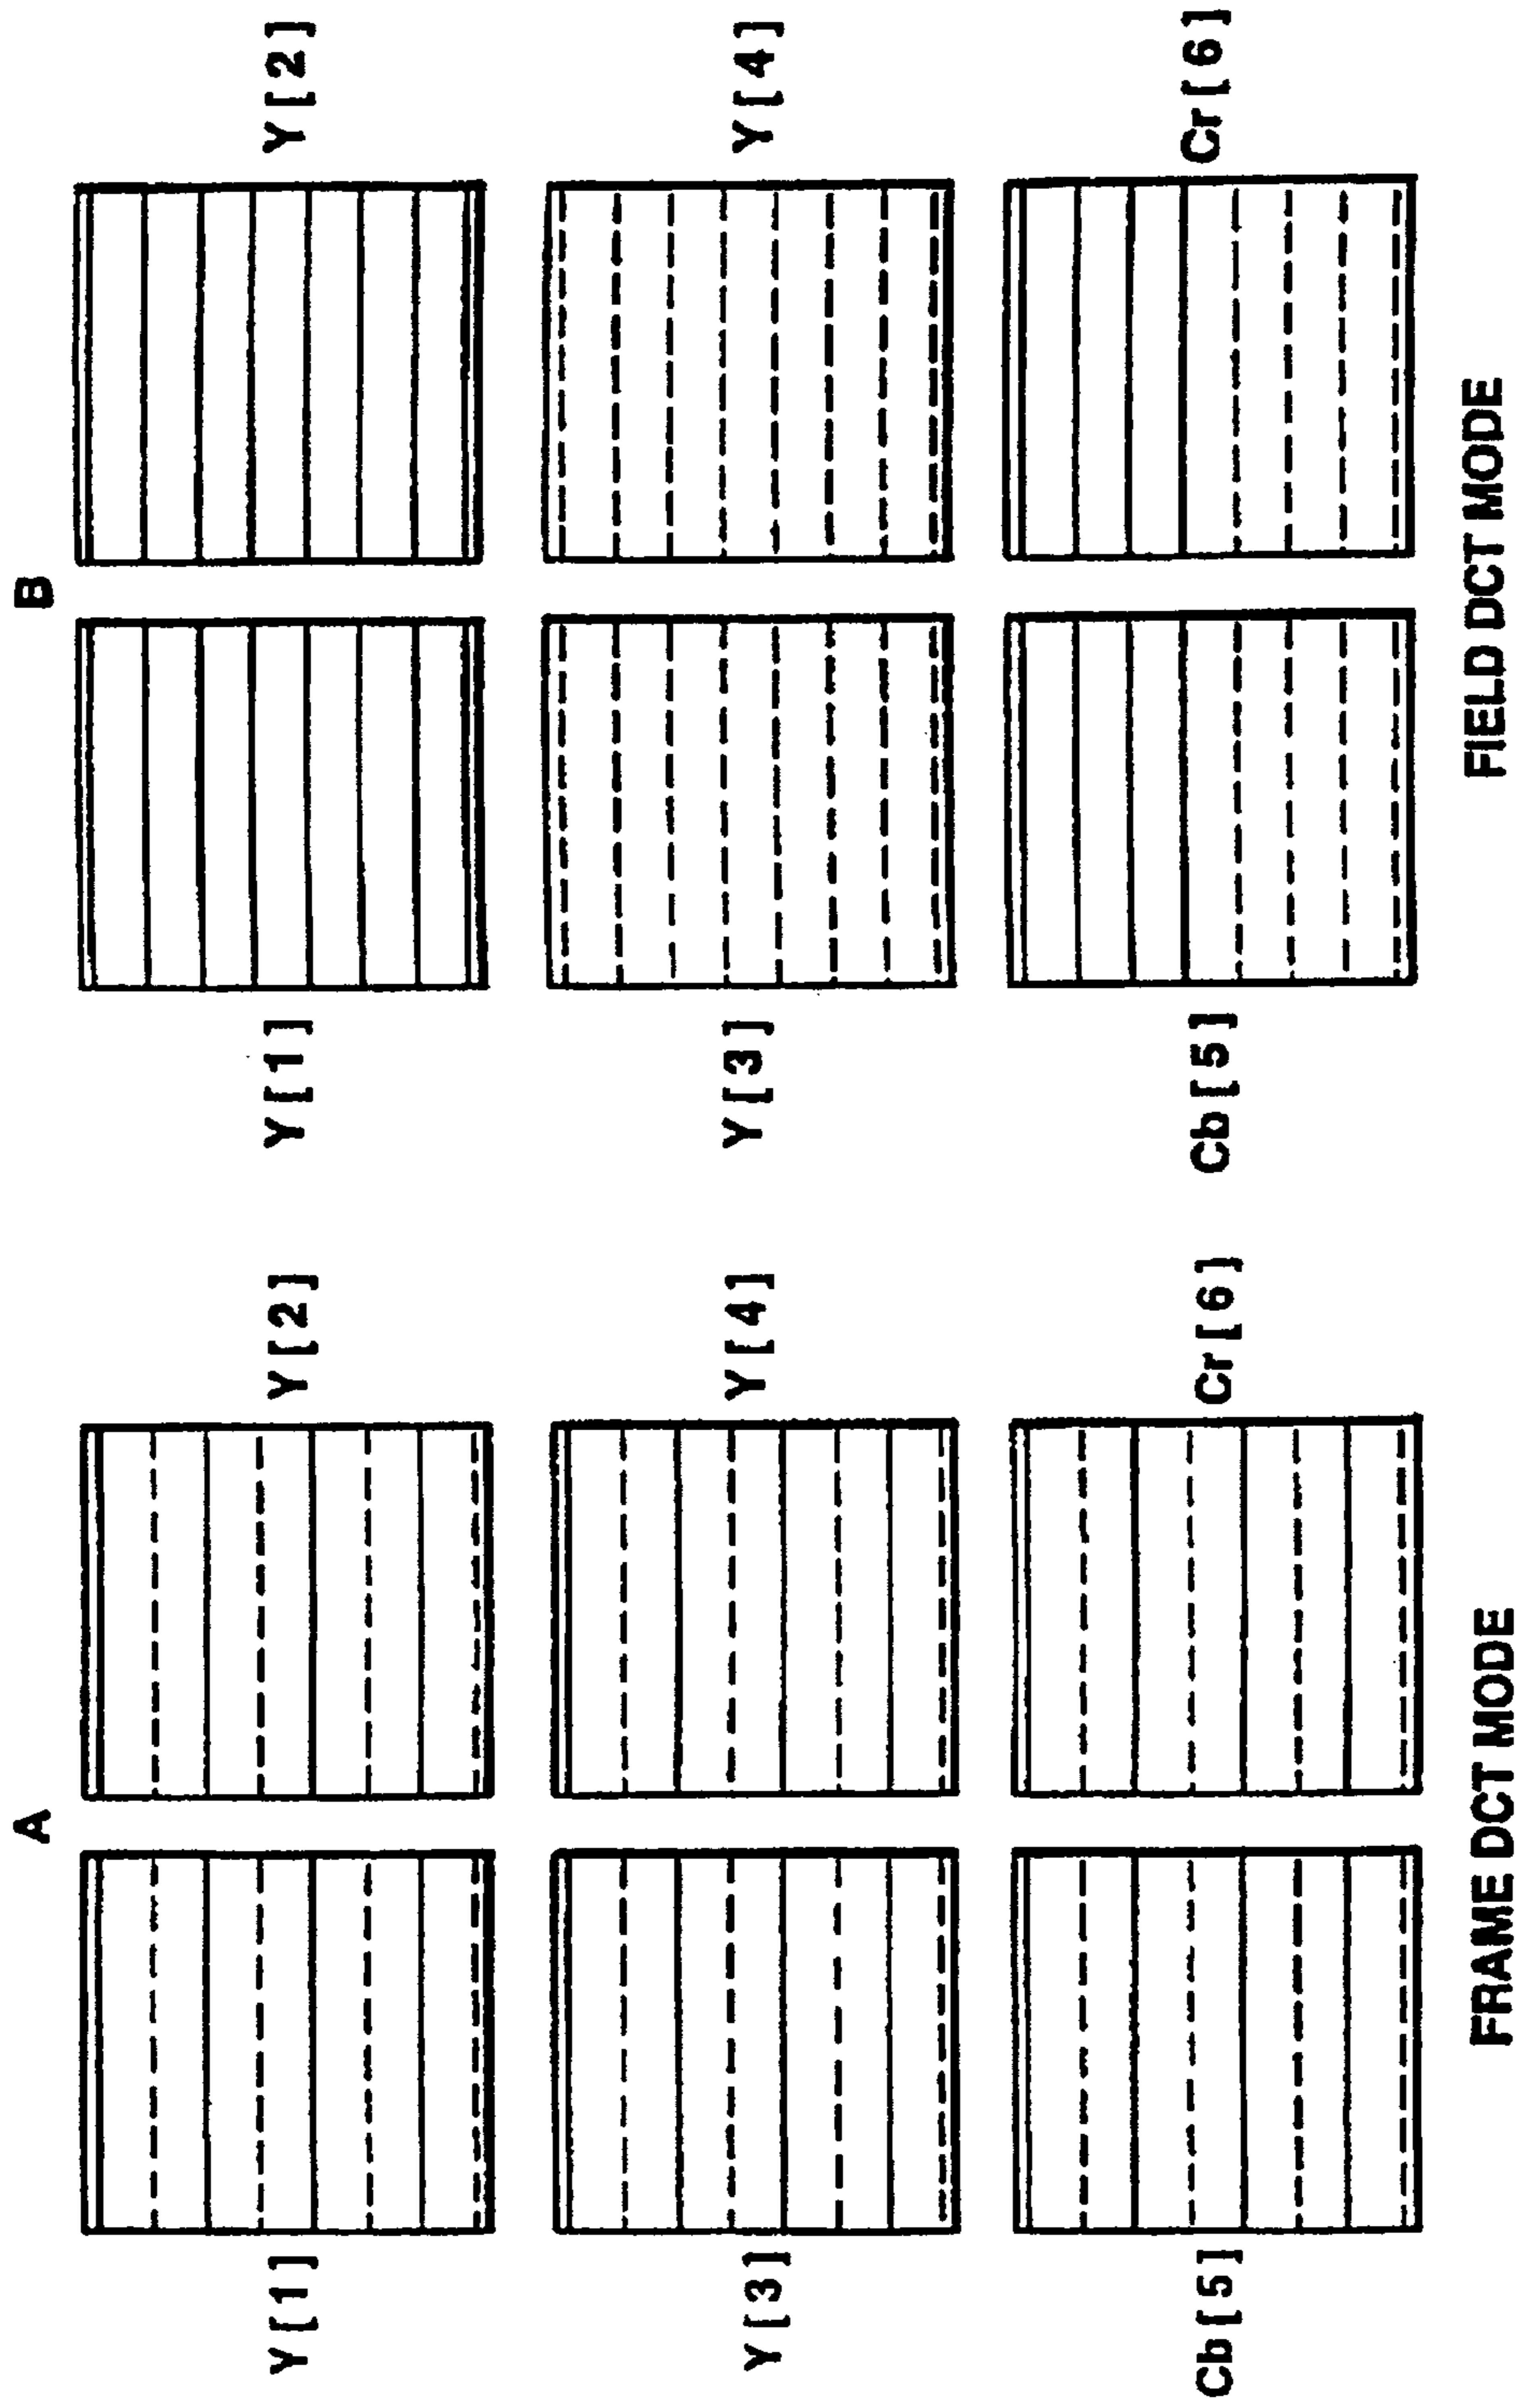 A
Y[1]
Y[2]
Y[3]
Y[4]
Cb[5]
Cr[6]
FRAME DCT MODE
B
Y[1]
Y[2]
Y[3]
Y[4]
Cb[5]
Cr[6]
FIELD DCT MODE